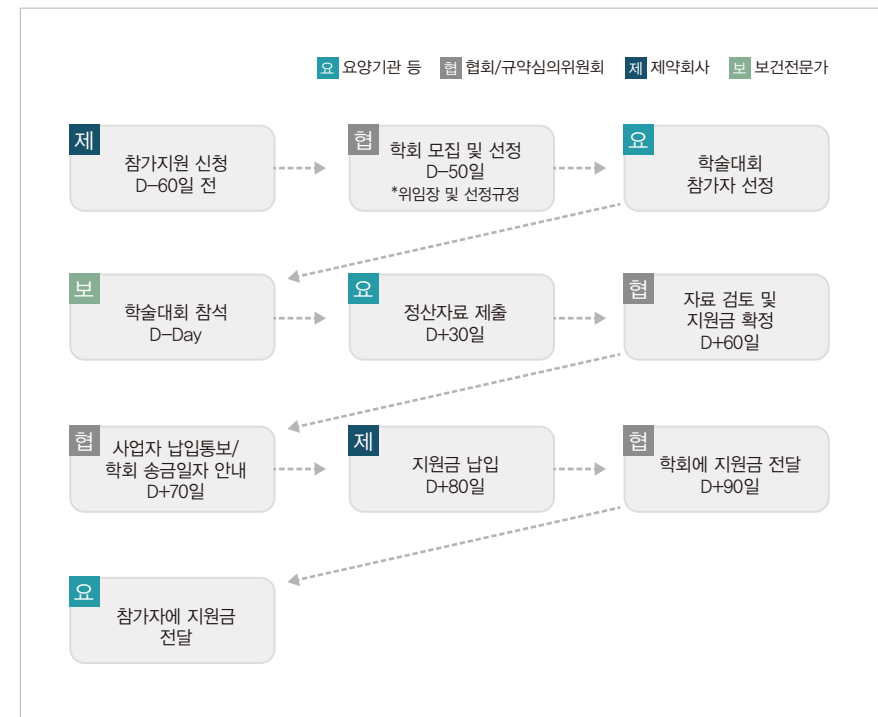 요 요양기관 등 협 협회/규약심의위원회 제 제약회사 보 보건전문가
제
참가지원 신청
D-60일 전
협
학회 모집 및 선정
D-50일
*위임장 및 선정규정
요
학술대회
참가자 선정
보
학술대회 참석
D-Day
요
정산자료 제출
D+30일
협
자료 검토 및
지원금 확정
D+60일
협
사업자 납입통보/
학회 송금일자 안내
D+70일
제
지원금 납입
D+80일
협
학회에 지원금 전달
D+90일
요
참가자에 지원금
전달